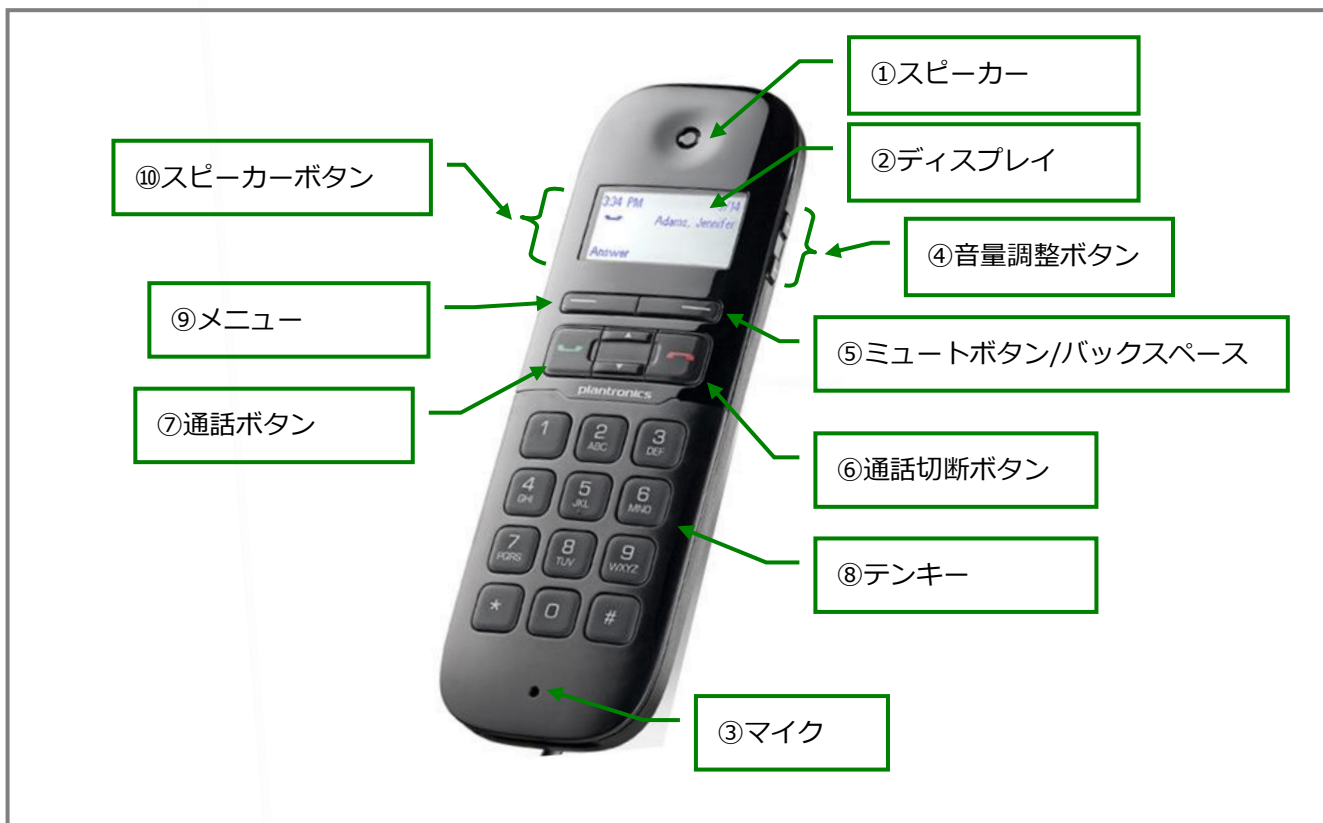 ①スピーカー
②ディスプレイ
⑩スピーカーボタン
3:34 PM
Adams, Jennifer
Answer
④音量調整ボタン
⑨メニュー
⑤ミュートボタン/バックスペース
⑦通話ボタン
plantronics
⑥通話切断ボタン
1 2 ABC 3 DEF
4 GHI 5 JKL 6 MNO
7 PQRS 8 TUV 9 WXYZ
* 0 #
⑧テンキー
③マイク